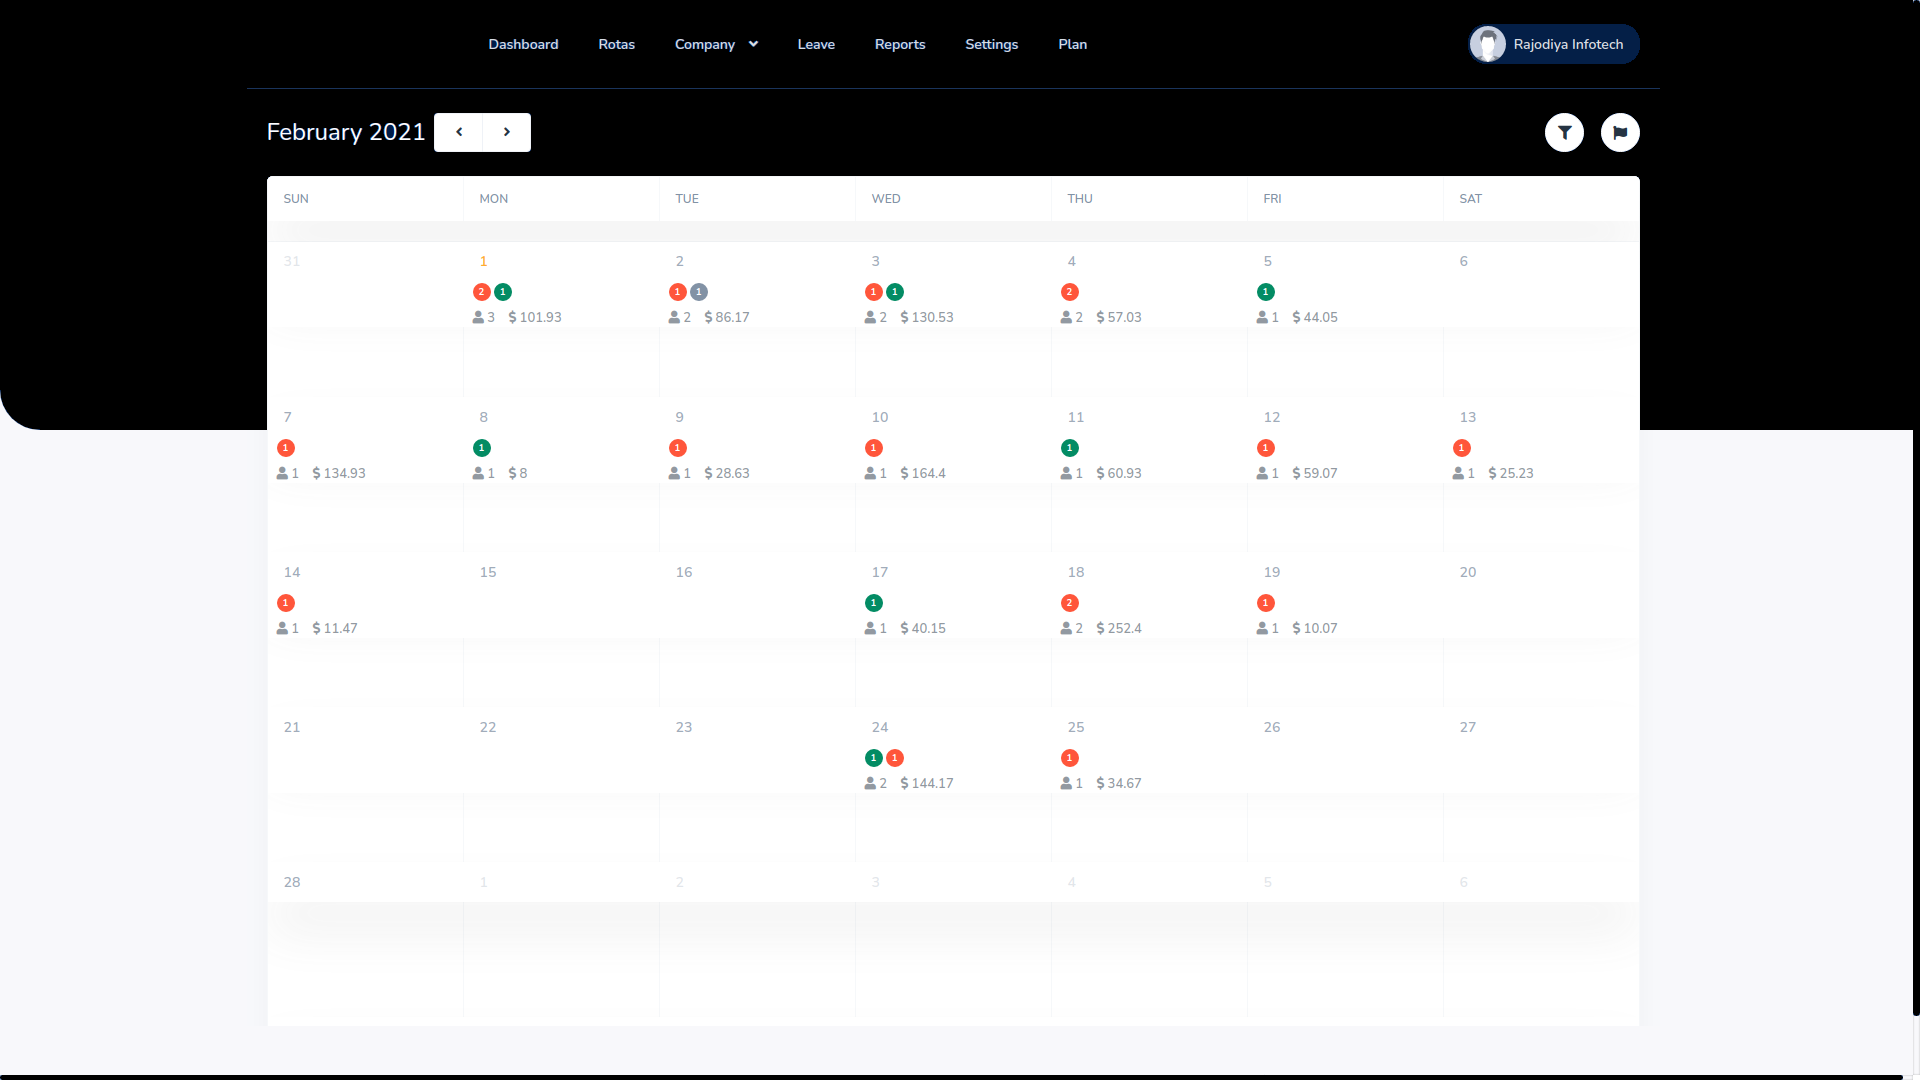 Dashboard Rotas Company Leave Reports Settings Plan Rajodiya Infotech
February 2021
SUN MON TUE WED THU FRI SAT
31 1 2 3 4 5 6
2 1 1 1 1 1 2 1
3 $ 101.93 2 $ 86.17 2 $ 130.53 2 $ 57.03 1 $ 44.05
7 8 9 10 11 12 13
1 1 1 1 1 1 1
1 $ 134.93 1 $ 8 1 $ 28.63 1 $ 164.4 1 $ 60.93 1 $ 59.07 1 $ 25.23
14 15 16 17 18 19 20
1 1 2 1
1 $ 11.47 1 $ 40.15 2 $ 252.4 1 $ 10.07
21 22 23 24 25 26 27
1 1 1
2 $ 144.17 1 $ 34.67
28 1 2 3 4 5 6